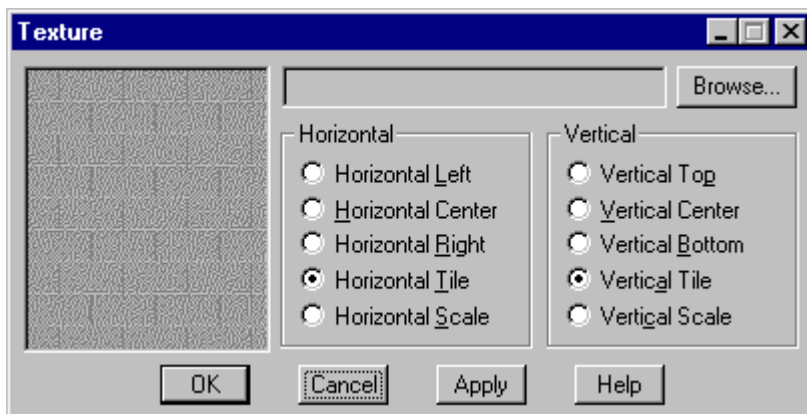 Texture
Browse...
Horizontal
Horizontal Left
Horizontal Center
Horizontal Right
Horizontal Tile
Horizontal Scale
Vertical
Vertical Top
Vertical Center
Vertical Bottom
Vertical Tile
Vertical Scale
OK Cancel Apply Help